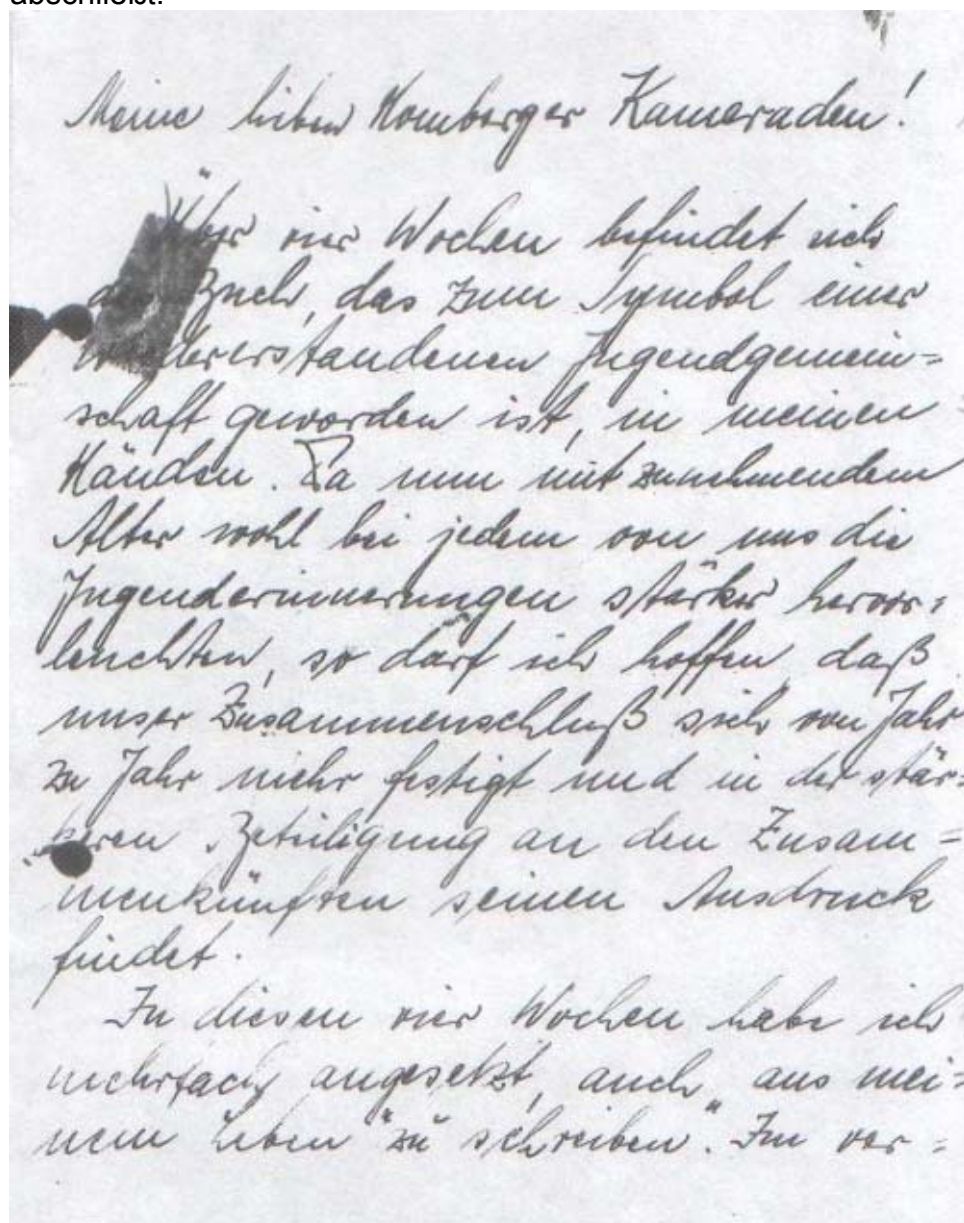 abschließt.
Meine lieben Homberger Kameraden!
Über vier Wochen befindet sich
das Buch, das zum Symbol einer
wiedererstandenen Jugendgemein=
schaft geworden ist, in meinen
Händen. Da nun mit zunehmendem
Alter wohl bei jedem von uns die
Jugenderinnerungen stärker hervor=
leuchten, so darf ich hoffen, daß
unser Zusammenschluß sich von Jahr
zu Jahr mehr festigt und in der stär=
keren Beteiligung an den Zusam=
menkünften seinen Ausdruck
findet.
In diesen vier Wochen habe ich
mehrfach angesetzt, auch „aus mei=
nem Leben" zu schreiben". Im ver=